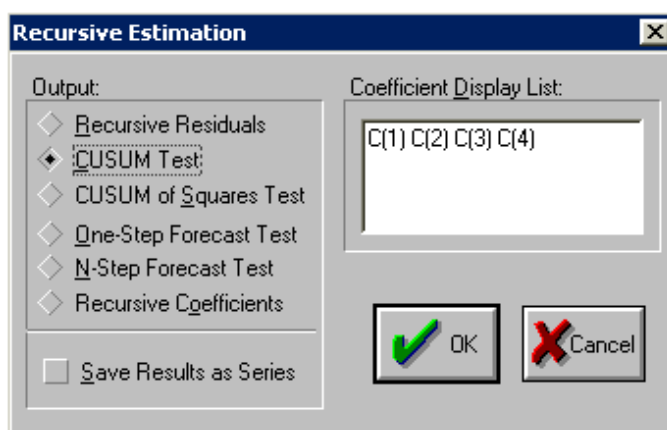 Recursive Estimation
Output:
Recursive Residuals
CUSUM Test
CUSUM of Squares Test
One-Step Forecast Test
N-Step Forecast Test
Recursive Coefficients
Save Results as Series
Coefficient Display List:
C(1) C(2) C(3) C(4)
OK
Cancel